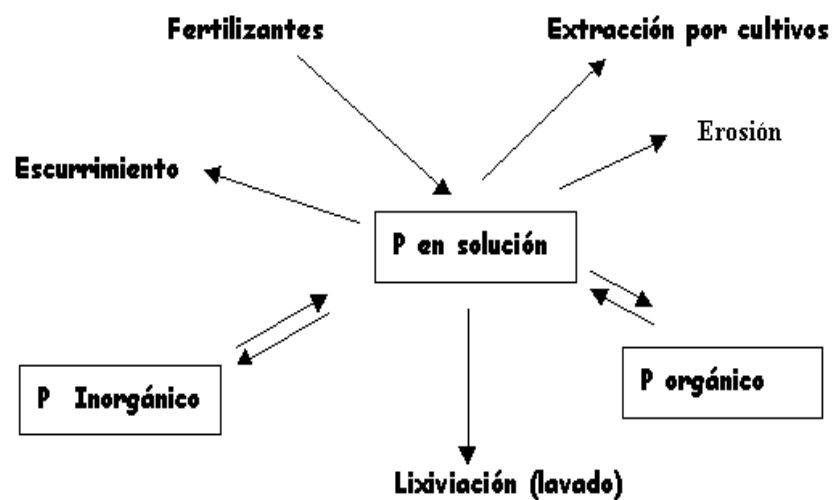 Fertilizantes
Extracción por cultivos
Erosión
Escurrimiento
P en solución
P Inorgánico
P orgánico
Lixiviación (lavado)